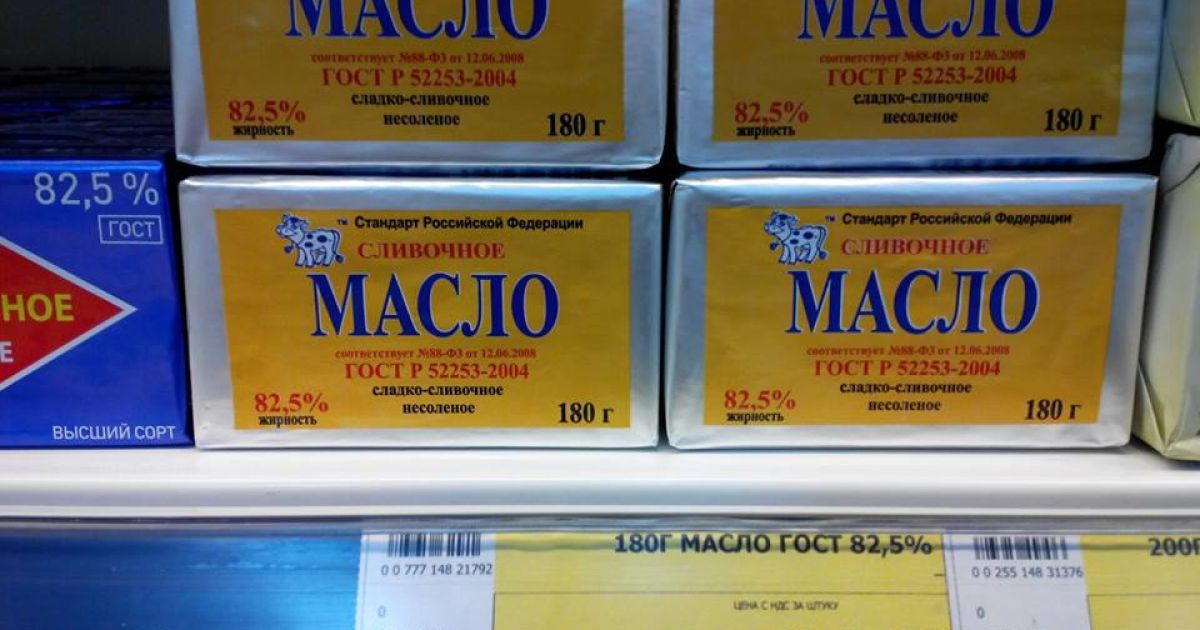 МАСЛО
соответствует №88-ФЗ от 12.06.2008
ГОСТ Р 52253-2004
сладко-сливочное
несоленое
82,5%
жирность
180 г
МАСЛО
соответствует №88-ФЗ от 12.06.2008
ГОСТ Р 52253-2004
сладко-сливочное
несоленое
82,5%
жирность
180 г
82,5 %
ГОСТ
НОЕ
Е
ВЫСШИЙ СОРТ
™ Стандарт Российской Федерации
СЛИВОЧНОЕ
МАСЛО
соответствует №88-ФЗ от 12.06.2008
ГОСТ Р 52253-2004
сладко-сливочное
несоленое
82,5%
жирность
180 г
™ Стандарт Российской Федерации
СЛИВОЧНОЕ
МАСЛО
соответствует №88-ФЗ от 12.06.2008
ГОСТ Р 52253-2004
сладко-сливочное
несоленое
82,5%
жирность
180 г
0 0 777 148 21792
0
180Г МАСЛО ГОСТ 82,5%
ЦЕНА С НДС ЗА ШТУКУ
0 0 255 148 31376
0
200Г